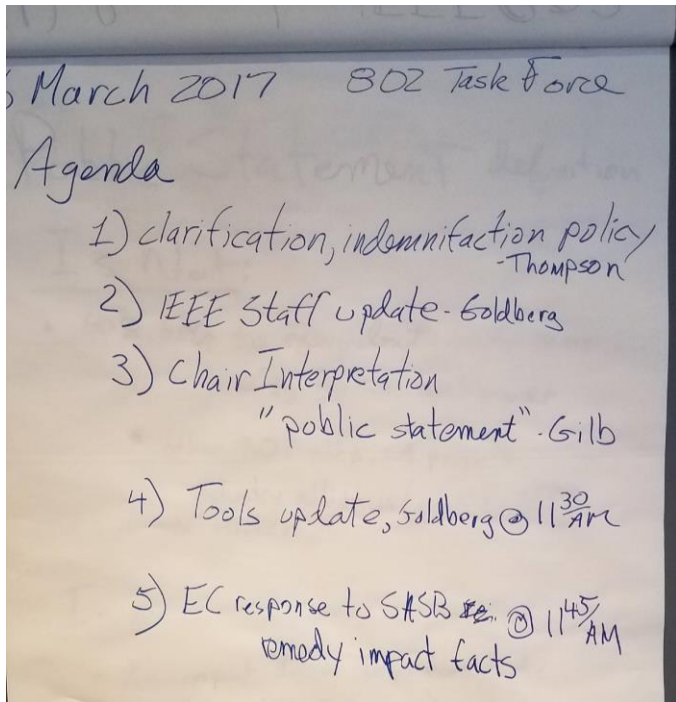 March 2017 802 Task Force
Agenda
1) clarification, indemnifaction policy
- Thompson
2) IEEE Staff update - Goldberg
3) Chair Interpretation
"public statement" - Gilb
4) Tools update, Goldberg @ 11 30/AM
5) EC response to SASB @ 11 45/AM
remedy impact facts